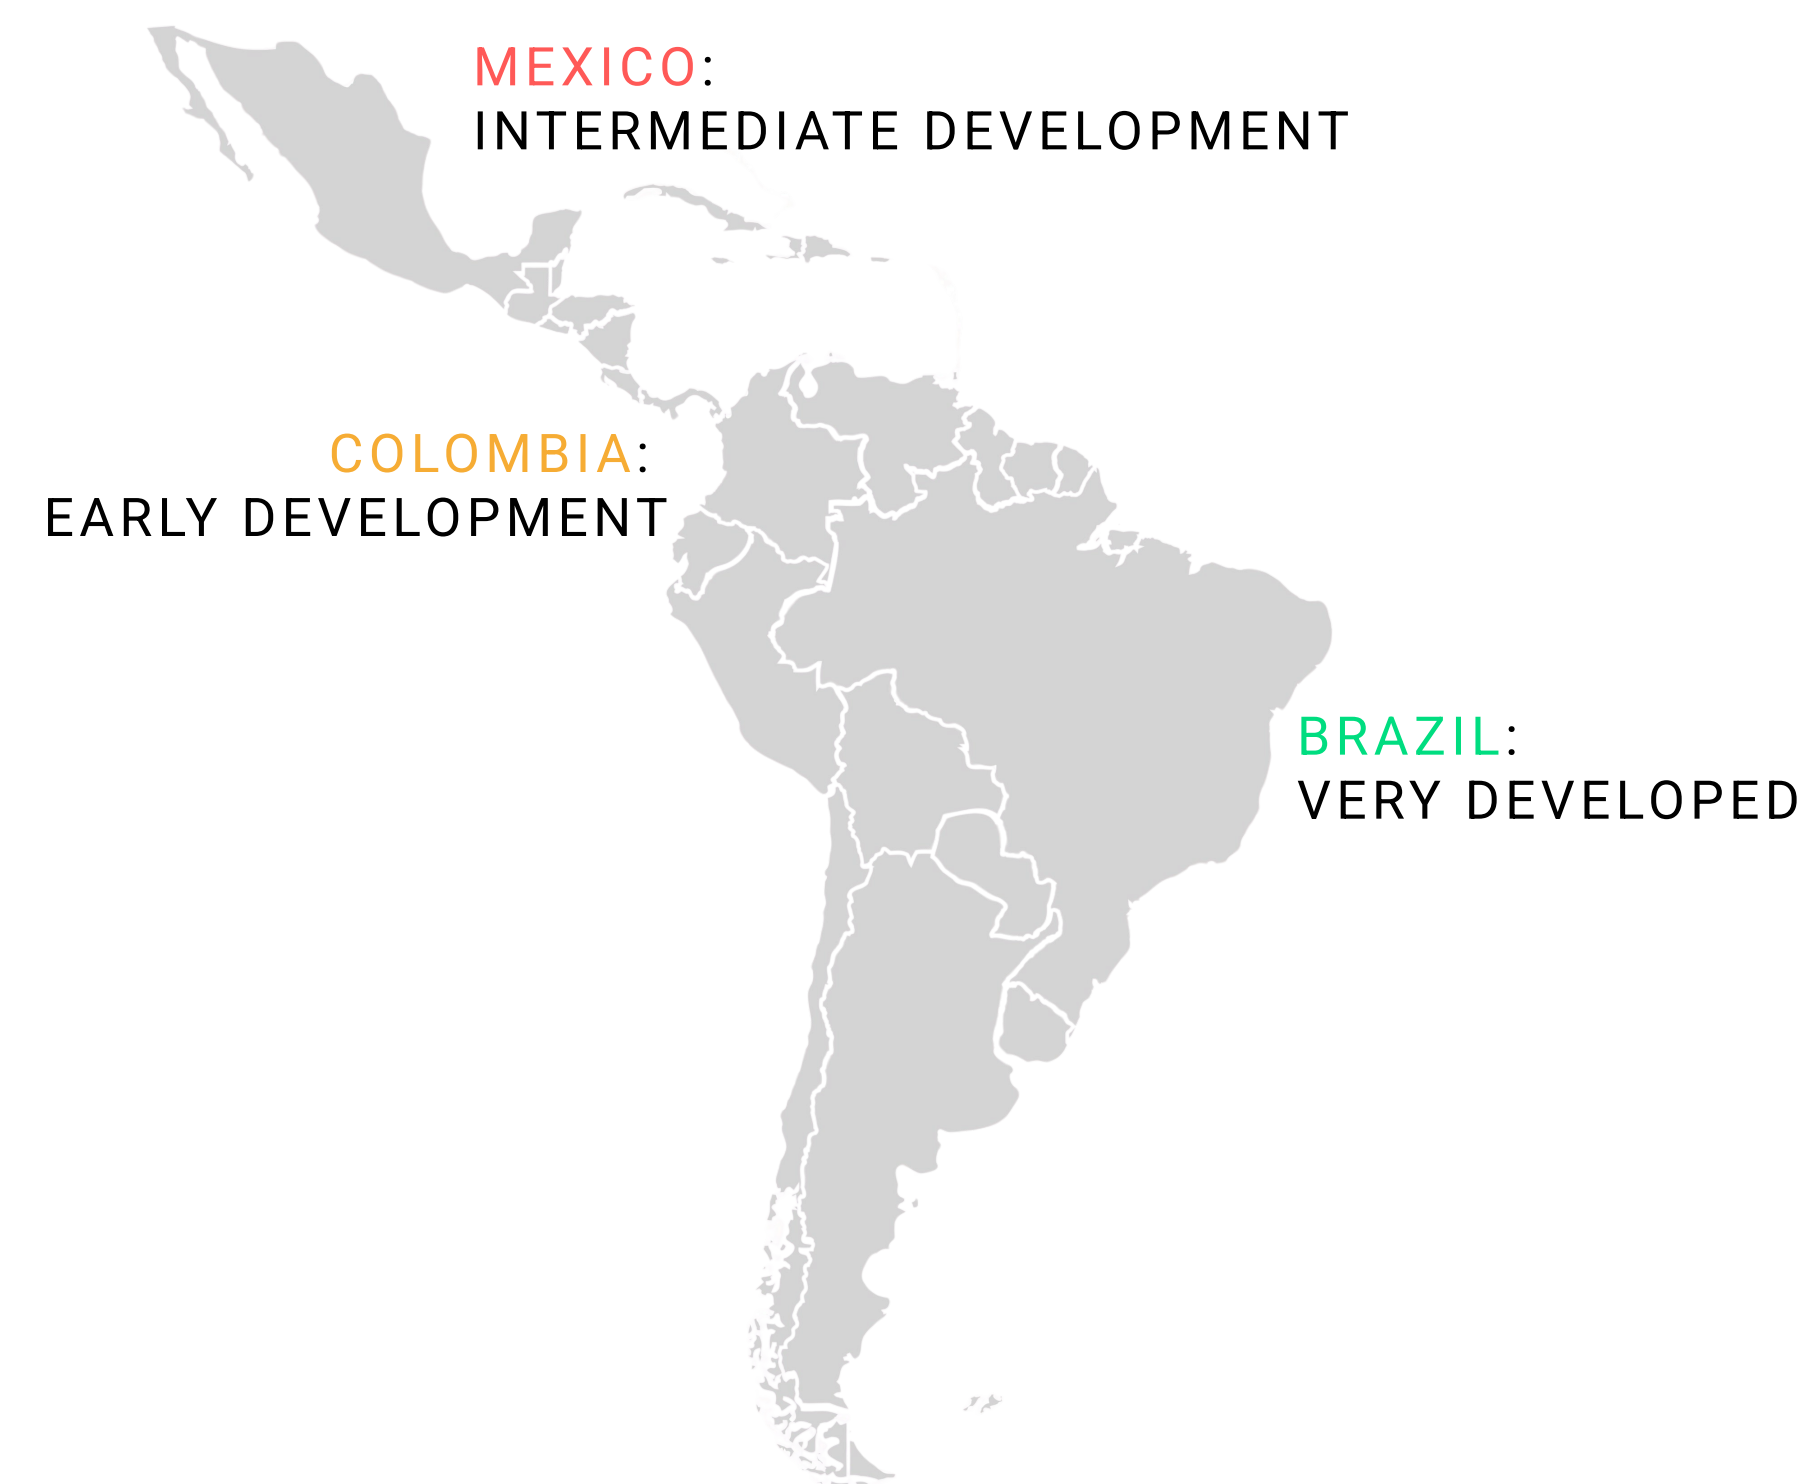 MEXICO:
INTERMEDIATE DEVELOPMENT
COLOMBIA:
EARLY DEVELOPMENT
BRAZIL:
VERY DEVELOPED